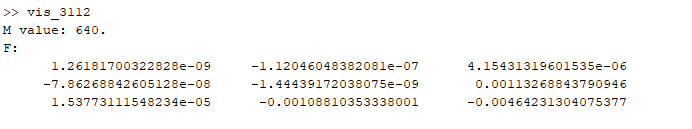 >> vis_3112
M value: 640.
F:
1.26181700322828e-09 -1.12046048382081e-07 4.15431319601535e-06
-7.86268842605128e-08 -1.44439172038075e-09 0.00113268843790946
1.53773111548234e-05 -0.00108810353338001 -0.00464231304075377